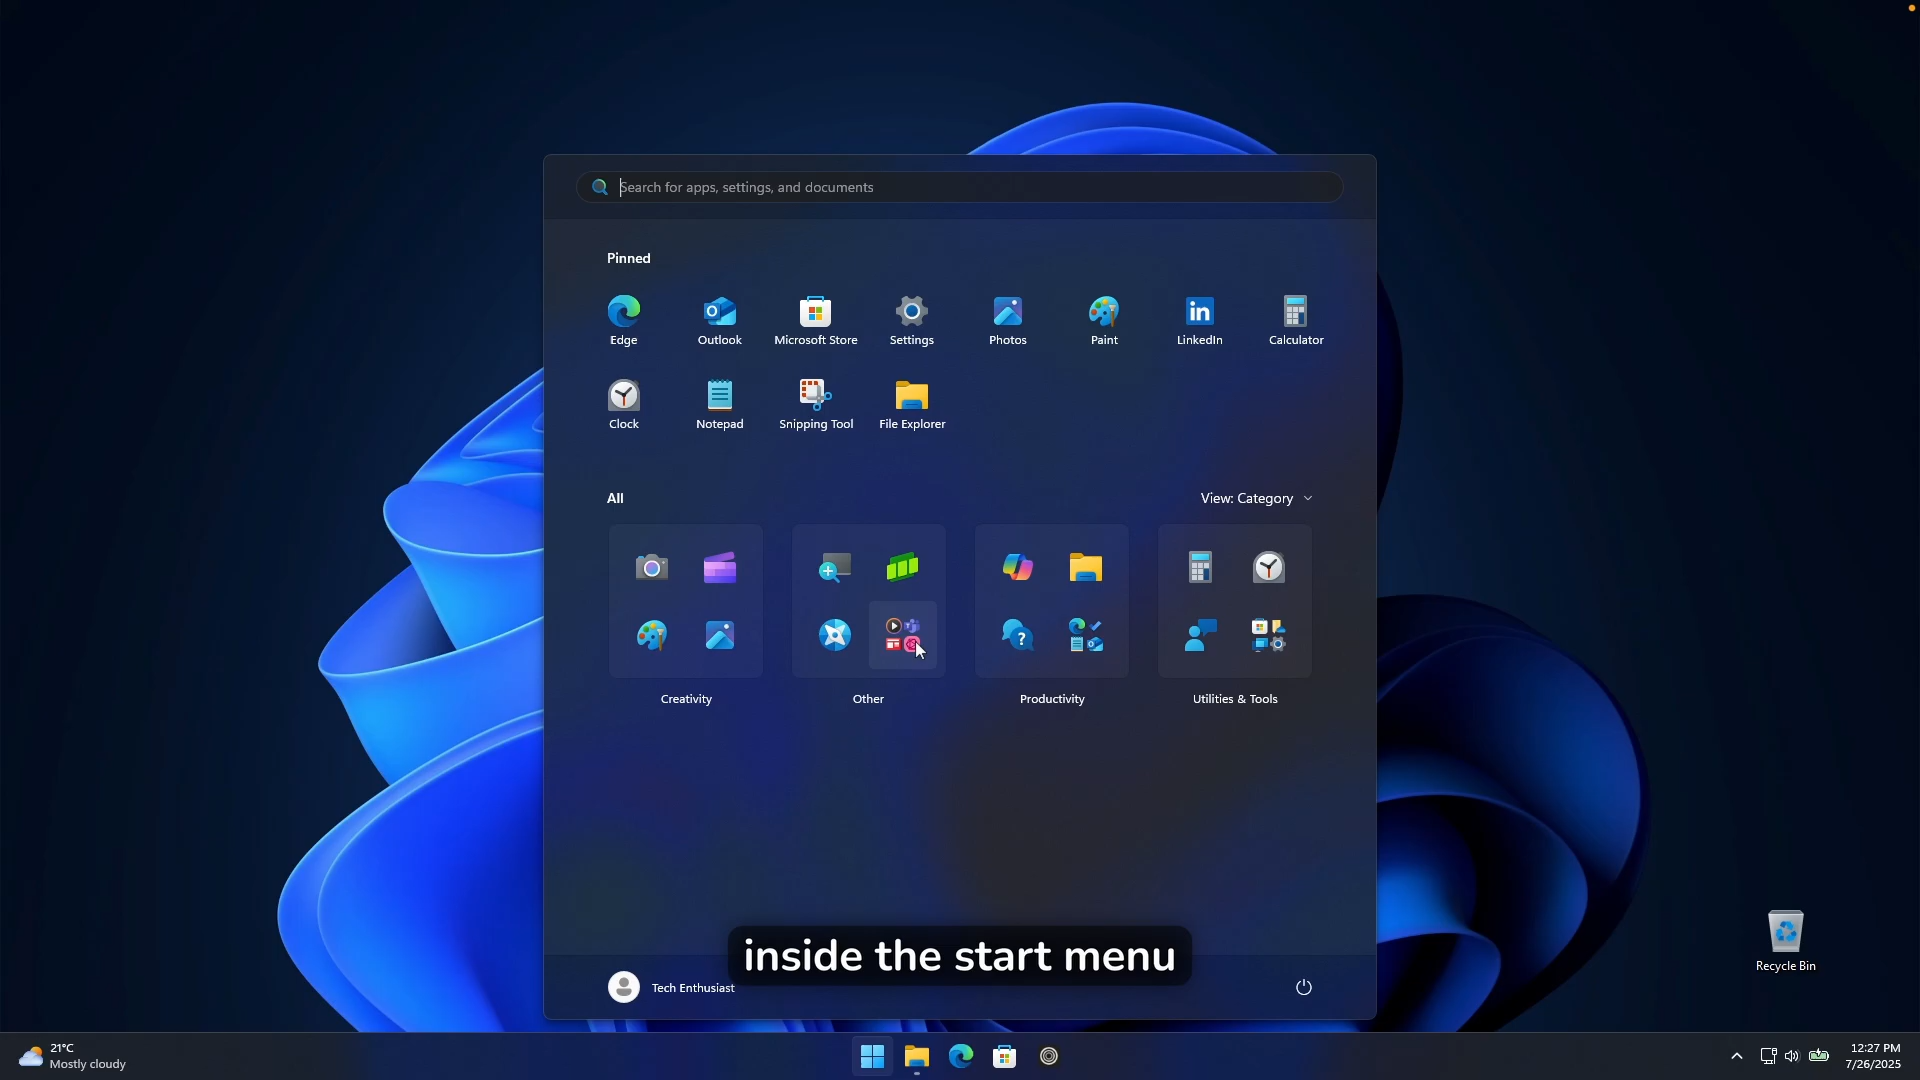 Search for apps, settings, and documents
Pinned
Edge
Outlook
Microsoft Store
Settings
Photos
Paint
LinkedIn
Calculator
Clock
Notepad
Snipping Tool
File Explorer
All
View: Category
Creativity
Other
Productivity
Utilities & Tools
inside the start menu
Tech Enthusiast
Recycle Bin
21°C
Mostly cloudy
12:27 PM
7/26/2025